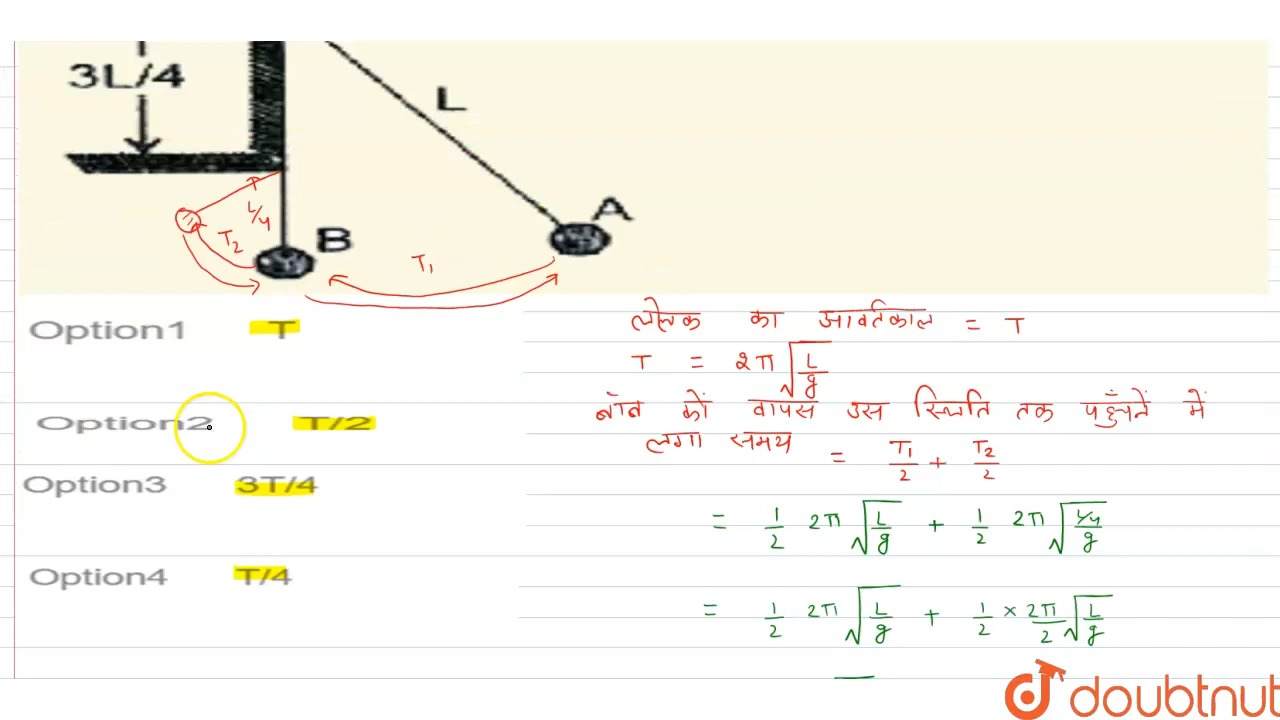 3L/4
L
A
L/4
T2
B
T1
Option1 T
Option2 T/2
Option3 3T/4
Option4 T/4
लोलक का आवर्तकाल = T
T = 2π √(L/g)
बॉब को वापस उस स्थिति तक पहुँचने में
लगा समय = T1/2 + T2/2
= 1/2 2π √(L/g) + 1/2 2π √(L/4/g)
= 1/2 2π √(L/g) + 1/2 × 2π/2 √(L/g)
doubtnut